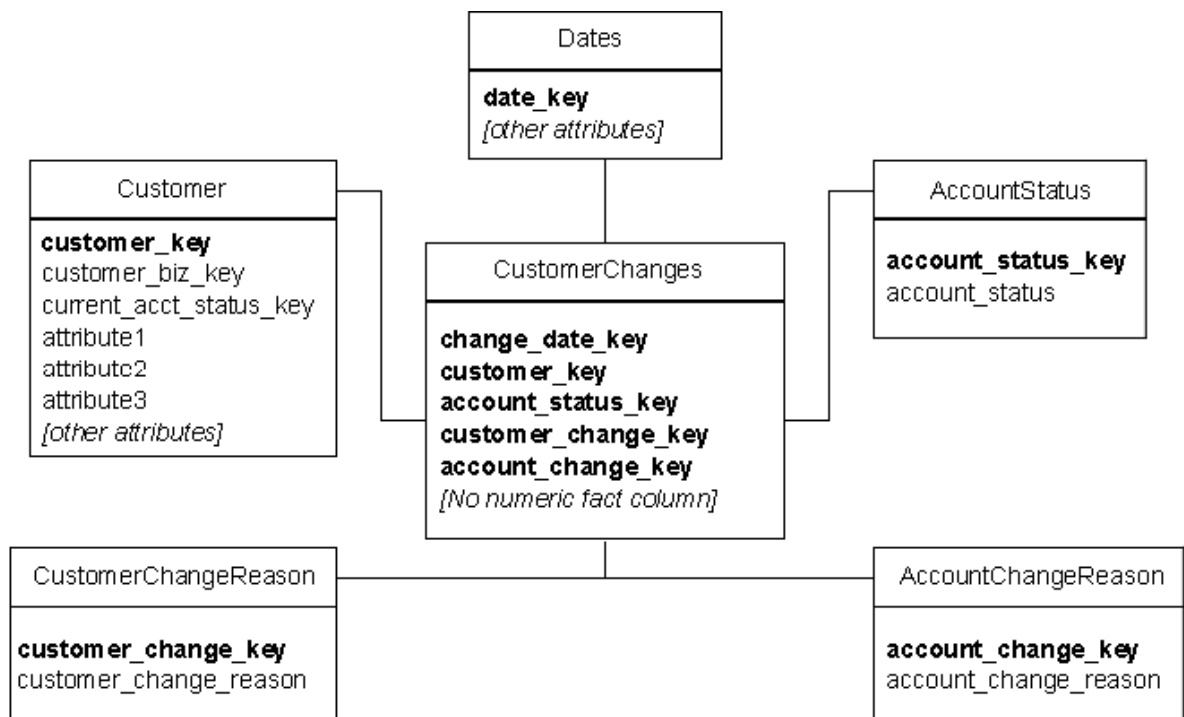 Dates
date_key
[other attributes]
Customer
customer_key
customer_biz_key
current_acct_status_key
attribute1
attribute2
attribute3
[other attributes]
CustomerChanges
change_date_key
customer_key
account_status_key
customer_change_key
account_change_key
[No numeric fact column]
AccountStatus
account_status_key
account_status
CustomerChangeReason
customer_change_key
customer_change_reason
AccountChangeReason
account_change_key
account_change_reason